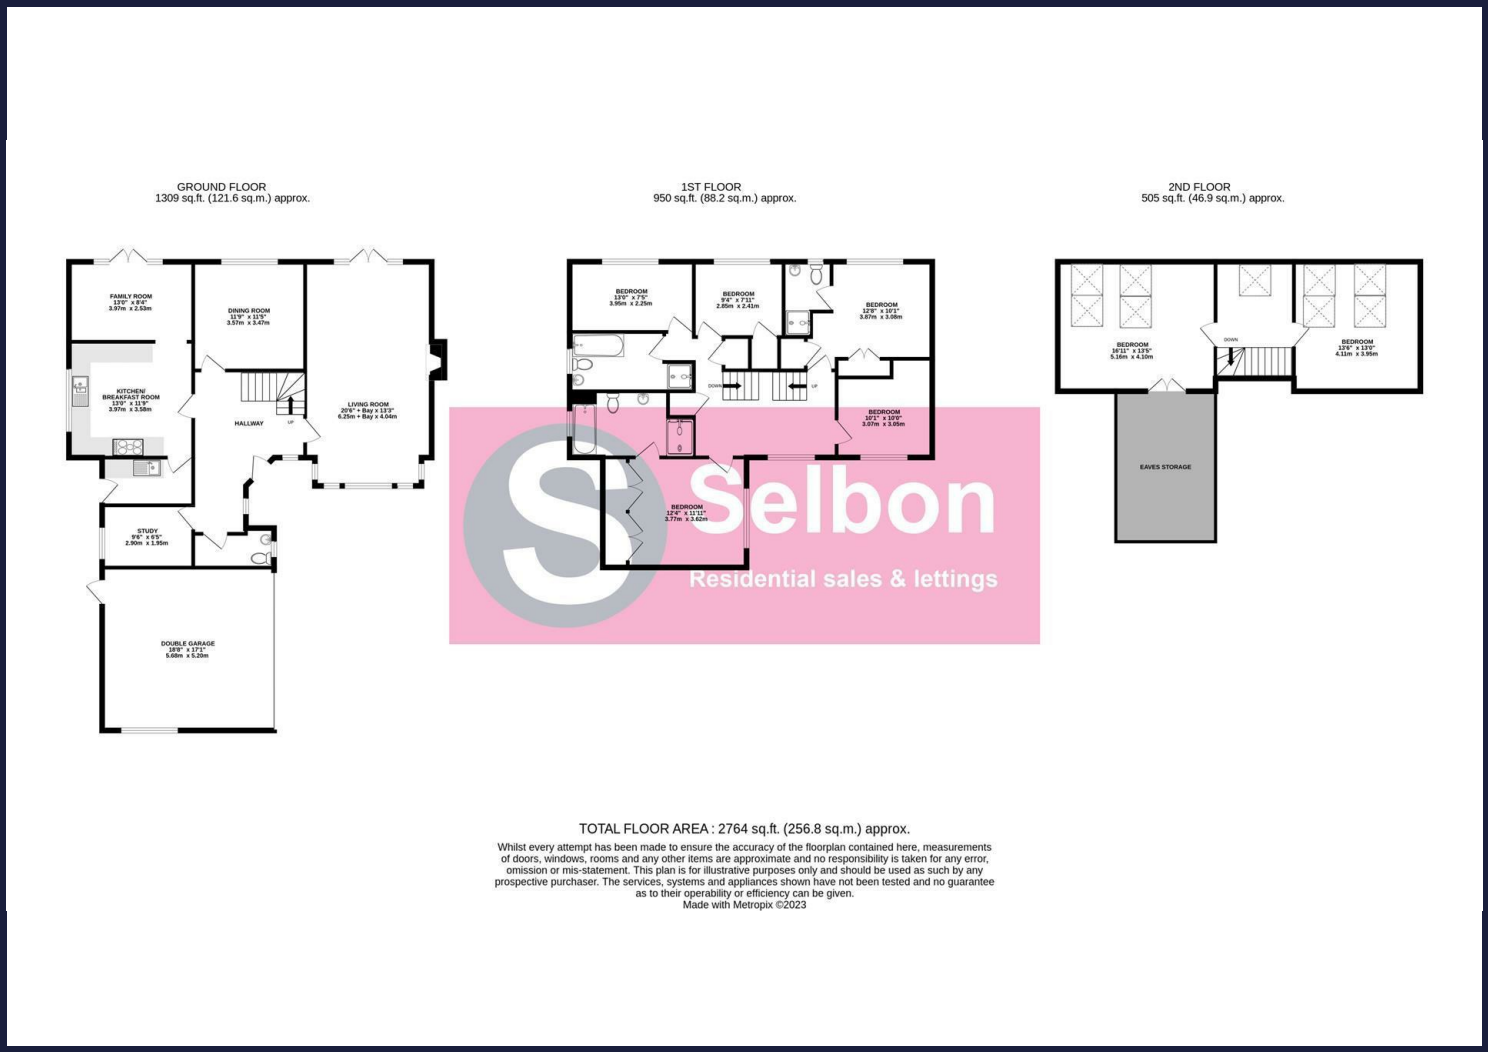 GROUND FLOOR
1309 sq.ft. (121.6 sq.m.) approx.
1ST FLOOR
950 sq.ft. (88.2 sq.m.) approx.
2ND FLOOR
505 sq.ft. (46.9 sq.m.) approx.
FAMILY ROOM
13'0" x 8'4"
3.97m x 2.53m
DINING ROOM
11'9" x 11'5"
3.57m x 3.47m
KITCHEN/
BREAKFAST ROOM
13'0" x 11'9"
3.97m x 3.58m
LIVING ROOM
20'6" + Bay x 13'3"
6.25m + Bay x 4.04m
HALLWAY
UP
STUDY
9'6" x 6'5"
2.90m x 1.95m
DOUBLE GARAGE
18'8" x 17'1"
5.68m x 5.20m
BEDROOM
13'0" x 7'5"
3.95m x 2.25m
BEDROOM
9'4" x 7'11"
2.85m x 2.41m
BEDROOM
12'8" x 10'1"
3.87m x 3.08m
DOWN
UP
BEDROOM
10'1" x 10'0"
3.07m x 3.05m
BEDROOM
12'4" x 11'11"
3.77m x 3.62m
S Selbon
Residential sales & lettings
BEDROOM
16'11" x 13'5"
5.16m x 4.10m
DOWN
BEDROOM
13'6" x 13'0"
4.11m x 3.95m
EAVES STORAGE
TOTAL FLOOR AREA : 2764 sq.ft. (256.8 sq.m.) approx.
Whilst every attempt has been made to ensure the accuracy of the floorplan contained here, measurements
of doors, windows, rooms and any other items are approximate and no responsibility is taken for any error,
omission or mis-statement. This plan is for illustrative purposes only and should be used as such by any
prospective purchaser. The services, systems and appliances shown have not been tested and no guarantee
as to their operability or efficiency can be given.
Made with Metropix ©2023